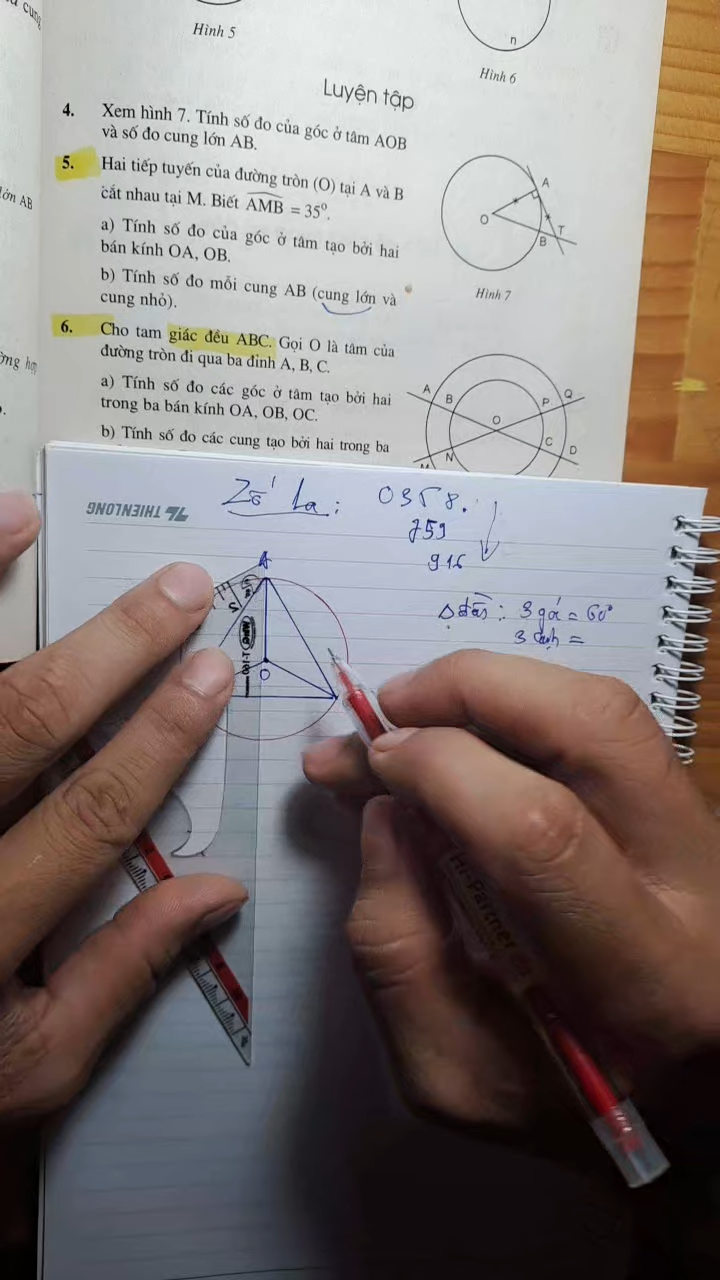 Hình 5
n
Hình 6
Luyện tập
4. Xem hình 7. Tính số đo của góc ở tâm AOB
và số đo cung lớn AB.
5. Hai tiếp tuyến của đường tròn (O) tại A và B
cắt nhau tại M. Biết AMB = 35°.
a) Tính số đo của góc ở tâm tạo bởi hai
bán kính OA, OB.
b) Tính số đo mỗi cung AB (cung lớn và
cung nhỏ).
A
O
B
T
Hình 7
6. Cho tam giác đều ABC. Gọi O là tâm của
đường tròn đi qua ba đỉnh A, B, C.
a) Tính số đo các góc ở tâm tạo bởi hai
trong ba bán kính OA, OB, OC.
b) Tính số đo các cung tạo bởi hai trong ba
A
B
O
P
Q
C
D
N
M
lớn AB
THIENLONG
0358.
759
916
Δ đều: 3 góc = 60°
3 cạnh =
A
O
5
Hi-Partner